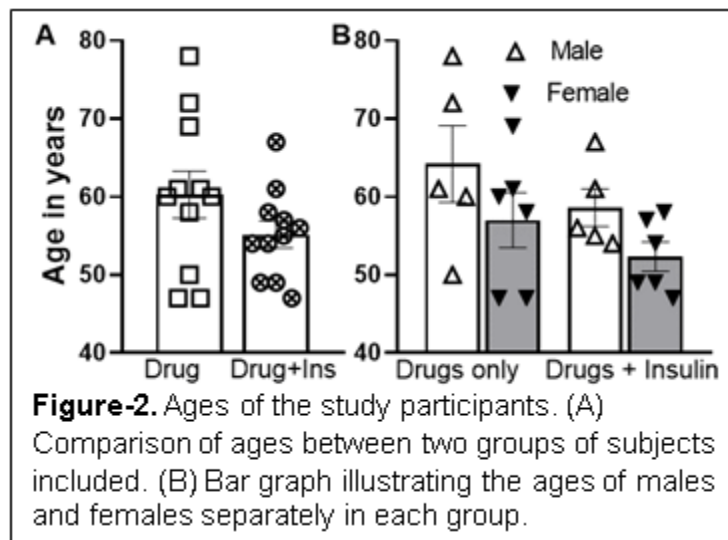 A
B
80
70
60
50
40
Age in years
Drug
Drug+Ins
80
70
60
50
40
Male
Female
Drugs only
Drugs + Insulin
Figure-2. Ages of the study participants. (A)
Comparison of ages between two groups of subjects
included. (B) Bar graph illustrating the ages of males
and females separately in each group.